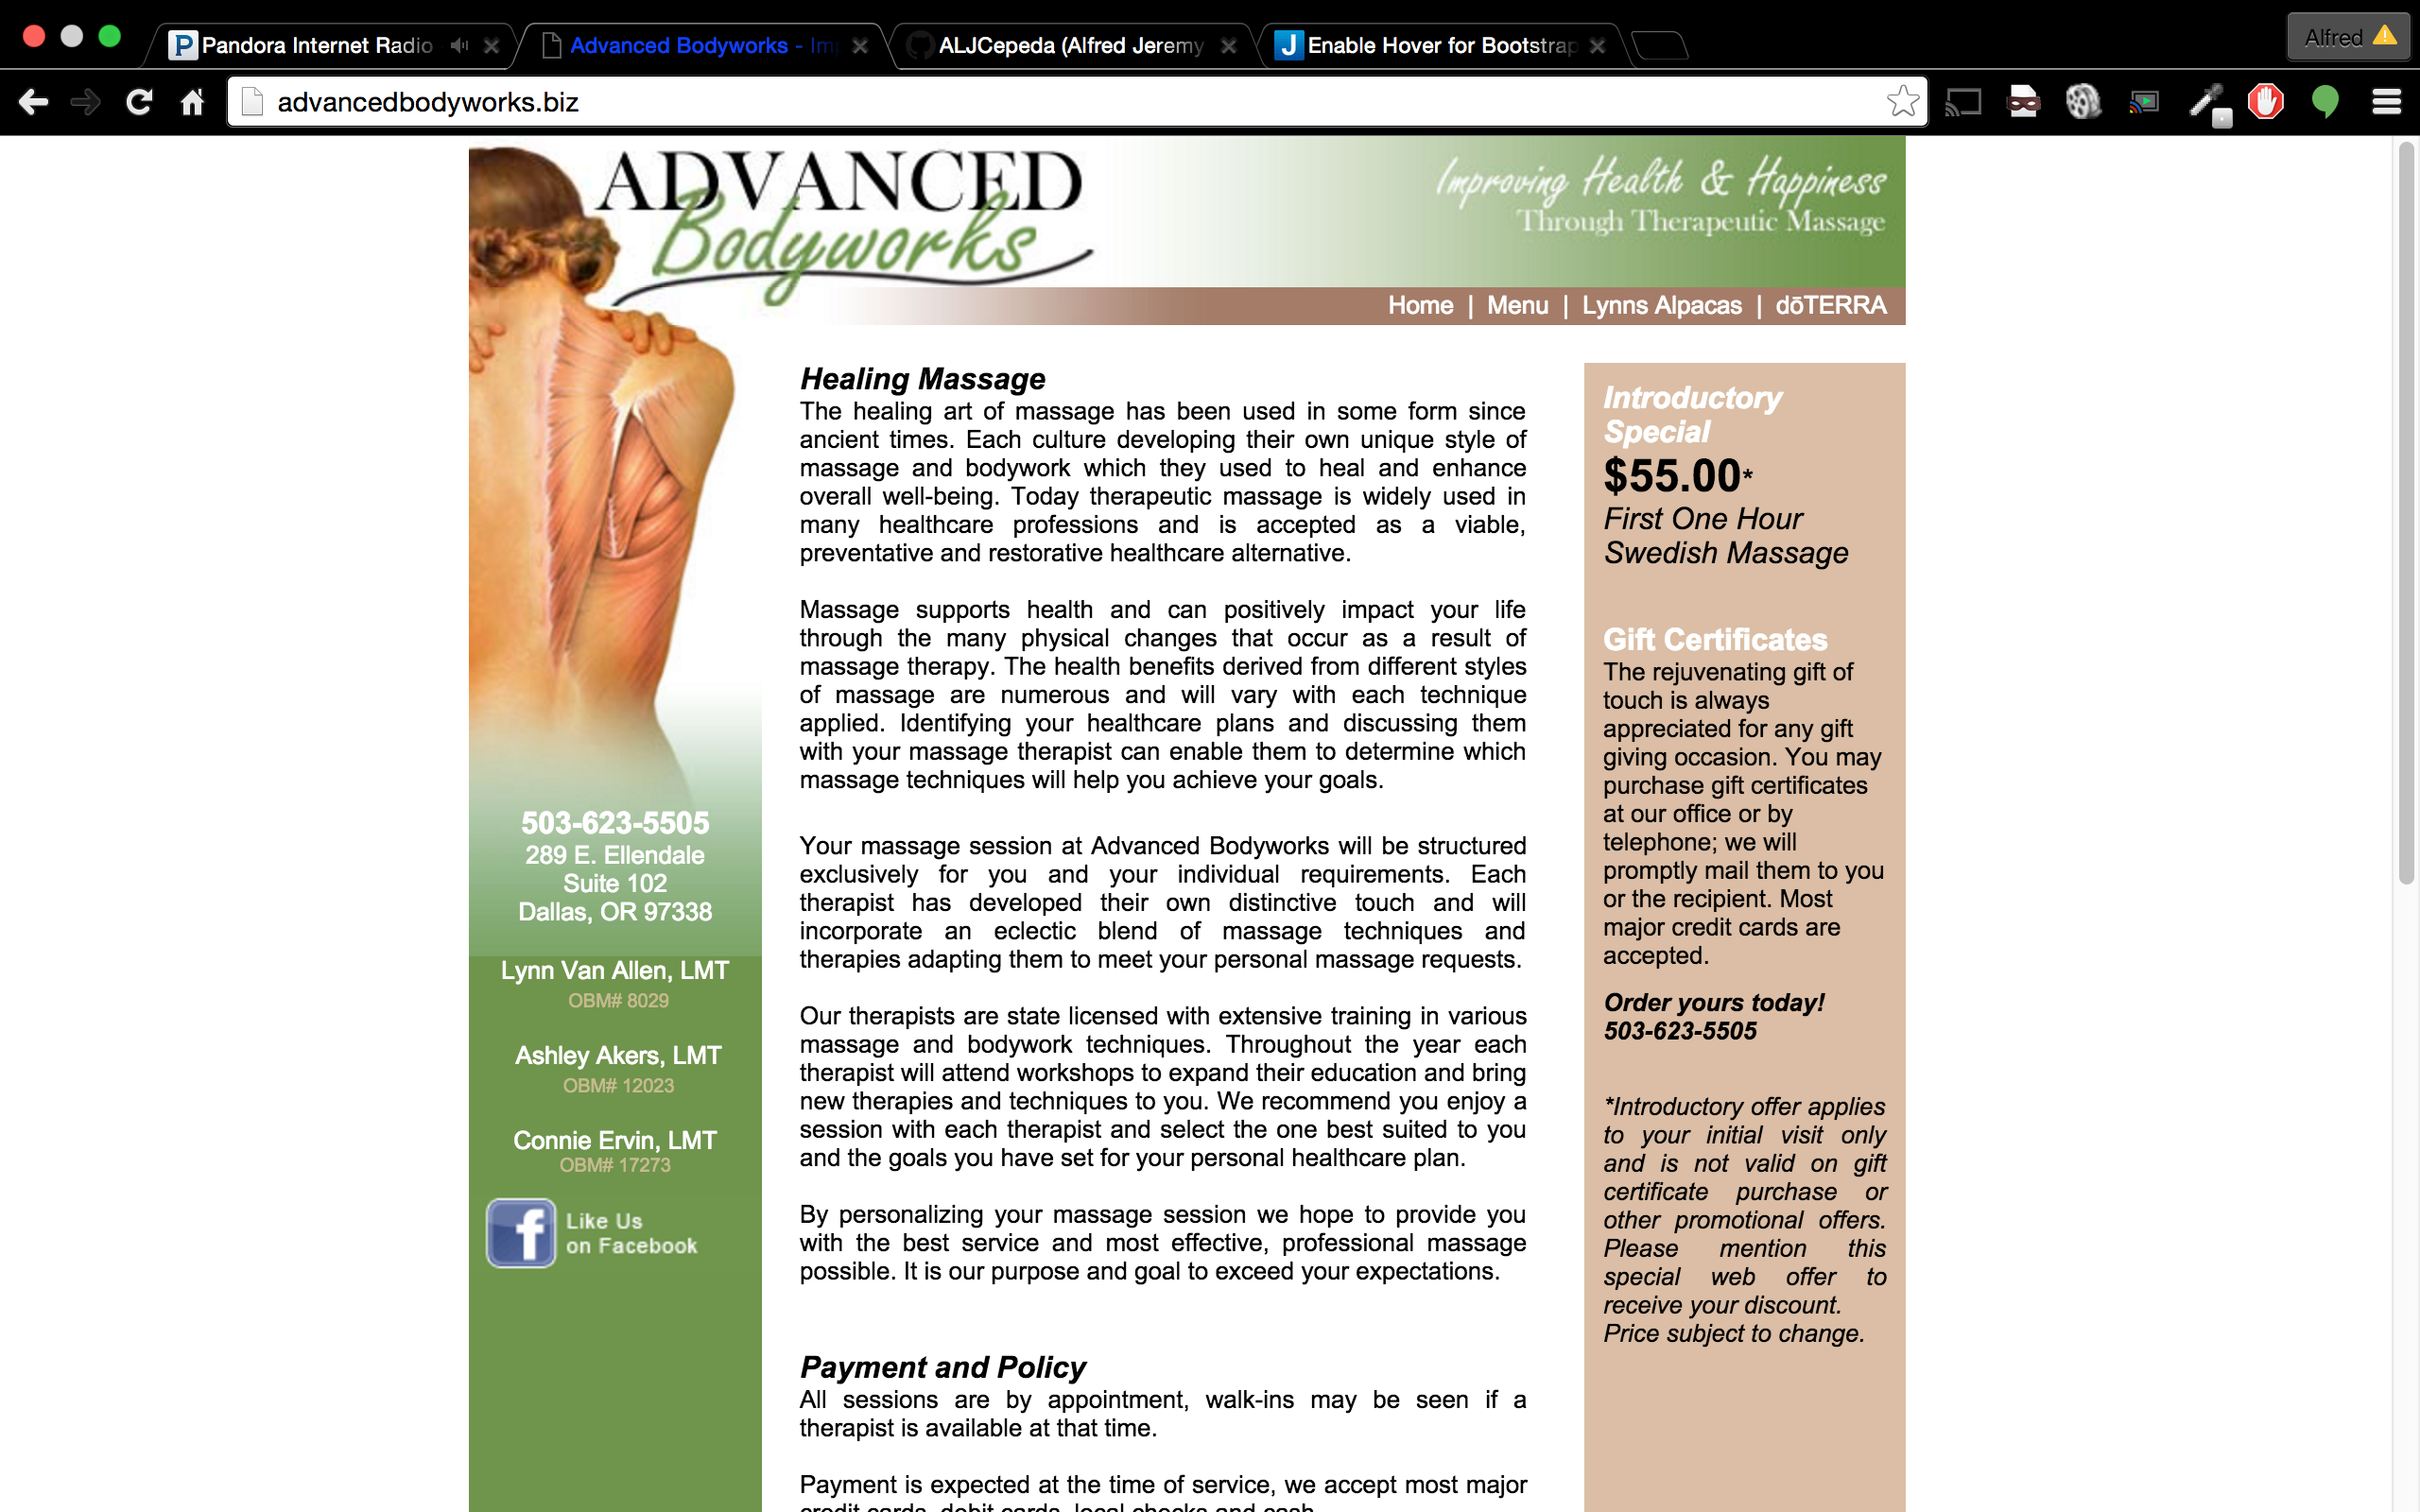 Pandora Internet Radio
Advanced Bodyworks - Im
ALJCepeda (Alfred Jeremy
Enable Hover for Bootstrap
Alfred
advancedbodyworks.biz
ADVANCED
Bodyworks
Improving Health & Happiness
Through Therapeutic Massage
Home | Menu | Lynns Alpacas | dōTERRA
503-623-5505
289 E. Ellendale
Suite 102
Dallas, OR 97338
Lynn Van Allen, LMT
OBM# 8029
Ashley Akers, LMT
OBM# 12023
Connie Ervin, LMT
OBM# 17273
Like Us
on Facebook
Healing Massage
The healing art of massage has been used in some form since
ancient times. Each culture developing their own unique style of
massage and bodywork which they used to heal and enhance
overall well-being. Today therapeutic massage is widely used in
many healthcare professions and is accepted as a viable,
preventative and restorative healthcare alternative.
Massage supports health and can positively impact your life
through the many physical changes that occur as a result of
massage therapy. The health benefits derived from different styles
of massage are numerous and will vary with each technique
applied. Identifying your healthcare plans and discussing them
with your massage therapist can enable them to determine which
massage techniques will help you achieve your goals.
Your massage session at Advanced Bodyworks will be structured
exclusively for you and your individual requirements. Each
therapist has developed their own distinctive touch and will
incorporate an eclectic blend of massage techniques and
therapies adapting them to meet your personal massage requests.
Our therapists are state licensed with extensive training in various
massage and bodywork techniques. Throughout the year each
therapist will attend workshops to expand their education and bring
new therapies and techniques to you. We recommend you enjoy a
session with each therapist and select the one best suited to you
and the goals you have set for your personal healthcare plan.
By personalizing your massage session we hope to provide you
with the best service and most effective, professional massage
possible. It is our purpose and goal to exceed your expectations.
Payment and Policy
All sessions are by appointment, walk-ins may be seen if a
therapist is available at that time.
Payment is expected at the time of service, we accept most major
credit cards, debit cards, local checks and cash.
Introductory
Special
$55.00*
First One Hour
Swedish Massage
Gift Certificates
The rejuvenating gift of
touch is always
appreciated for any gift
giving occasion. You may
purchase gift certificates
at our office or by
telephone; we will
promptly mail them to you
or the recipient. Most
major credit cards are
accepted.
Order yours today!
503-623-5505
*Introductory offer applies
to your initial visit only
and is not valid on gift
certificate purchase or
other promotional offers.
Please mention this
special web offer to
receive your discount.
Price subject to change.